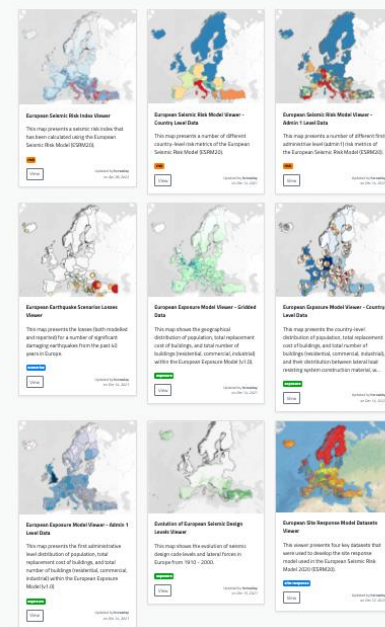 European Seismic Risk Index Viewer
This map presents a seismic risk index that
has been calculated using the European
Seismic Risk Model (ESRM20).
risk
View
European Seismic Risk Model Viewer -
Country Level Data
This map presents a number of different
country-level risk metrics of the European
Seismic Risk Model (ESRM20).
risk
View
European Seismic Risk Model Viewer -
Admin 1 Level Data
This map presents a number of different first
administrative level (admin 1) risk metrics of
the European Seismic Risk Model (ESRM20).
risk
View
European Earthquake Scenarios Losses
Viewer
This map presents the losses (both modelled
and reported) for a number of significant
damaging earthquakes from the past 40
years in Europe.
View
European Exposure Model Viewer - Gridded
Data
This map shows the geographical
distribution of population, total replacement
cost of buildings, and total number of
buildings (residential, commercial, industrial)
within the European Exposure Model (v1.0)
exposure
View
European Exposure Model Viewer - Country
Level Data
This map presents the country-level
distribution of population, total replacement
cost of buildings, and total number of
buildings (residential, commercial, industrial),
and their distribution between lateral load
resisting system construction material, ...
exposure
View
European Exposure Model Viewer - Admin 1
Level Data
This map presents the first administrative
level distribution of population, total
replacement cost of buildings, and total
number of buildings (residential, commercial,
industrial) within the European Exposure
Model (v1.0)
exposure
View
Evolution of European Seismic Design
Levels Viewer
This map shows the evolution of seismic
design code levels and lateral forces in
Europe from 1910 - 2000.
exposure
View
European Site Response Model Datasets
Viewer
This viewer presents four key datasets that
were used to develop the site response
model used in the European Seismic Risk
Model 2020 (ESRM20).
site response
View